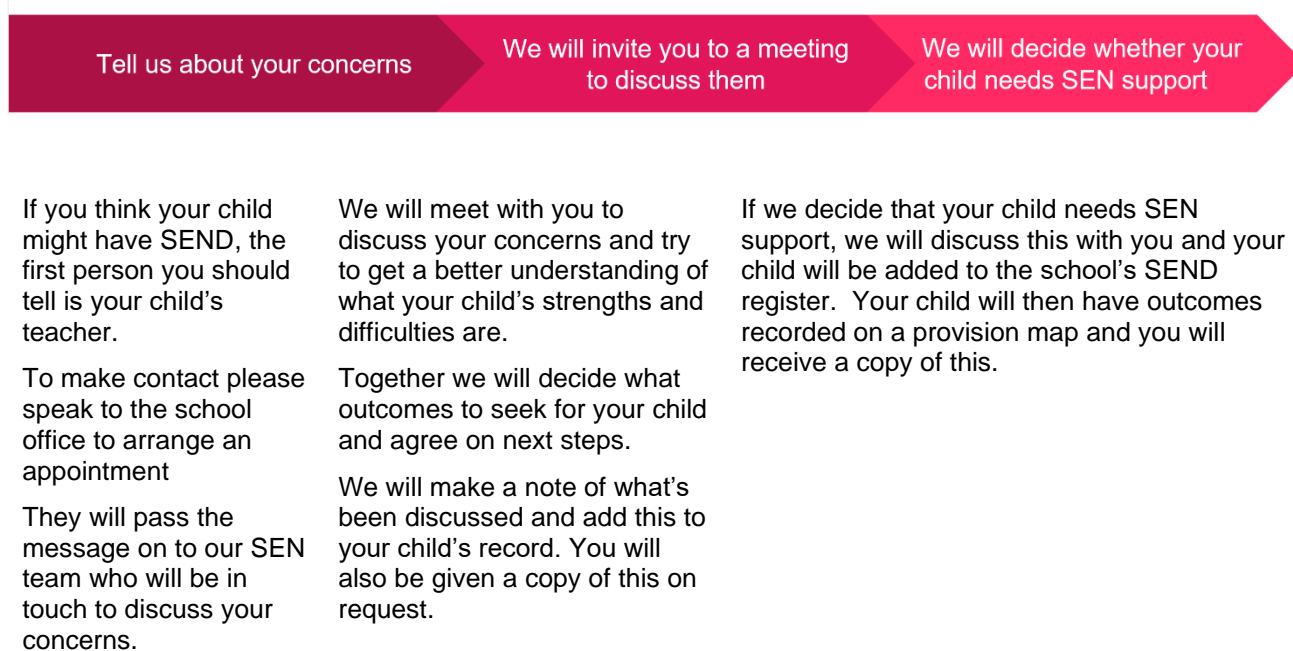 Tell us about your concerns
We will invite you to a meeting
to discuss them
We will decide whether your
child needs SEN support
If you think your child
might have SEND, the
first person you should
tell is your child's
teacher.
To make contact please
speak to the school
office to arrange an
appointment
They will pass the
message on to our SEN
team who will be in
touch to discuss your
concerns.
We will meet with you to
discuss your concerns and try
to get a better understanding of
what your child's strengths and
difficulties are.
Together we will decide what
outcomes to seek for your child
and agree on next steps.
We will make a note of what's
been discussed and add this to
your child's record. You will
also be given a copy of this on
request.
If we decide that your child needs SEN
support, we will discuss this with you and your
child will be added to the school's SEND
register.  Your child will then have outcomes
recorded on a provision map and you will
receive a copy of this.